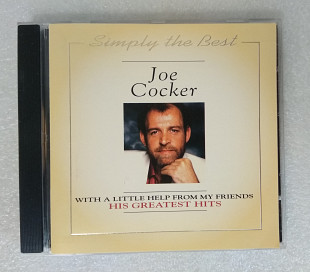 Simply the Best
Joe
Cocker
WITH A LITTLE HELP FROM MY FRIENDS
HIS GREATEST HITS